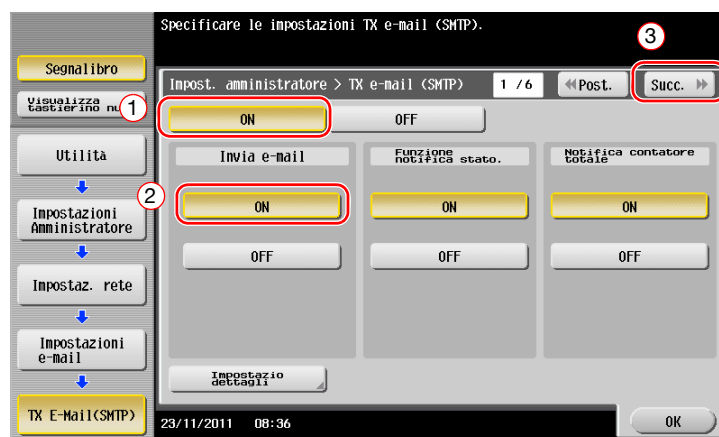 Specificare le impostazioni TX e-mail (SMTP).
3
Segnalibro
Impost. amministratore > TX e-mail (SMTP)
1 /6
Post.
Succ.
Visualizza
tastierino
1
ON
OFF
Utilità
Invia e-mail
Funzione
notifica stato.
Notifica contatore
totale
2
ON
ON
ON
Impostazioni
Amministratore
OFF
OFF
OFF
Impostaz. rete
Impostazioni
e-mail
Impostazio
dettagli
TX E-Mail(SMTP)
23/11/2011 08:36
OK